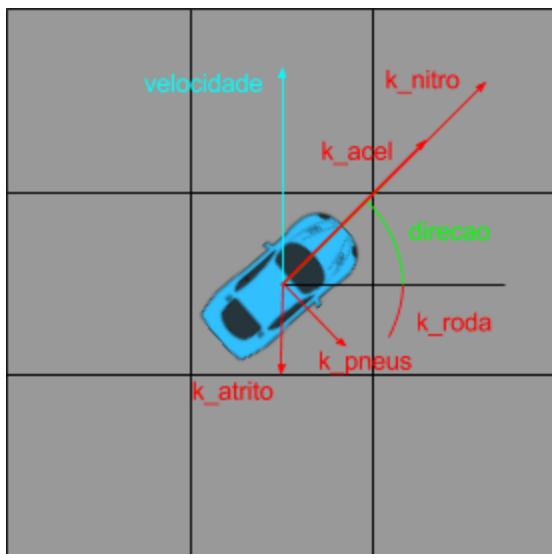 velocidade
k_nitro
k_acel
direcao
k_roda
k_pneus
k_atrito